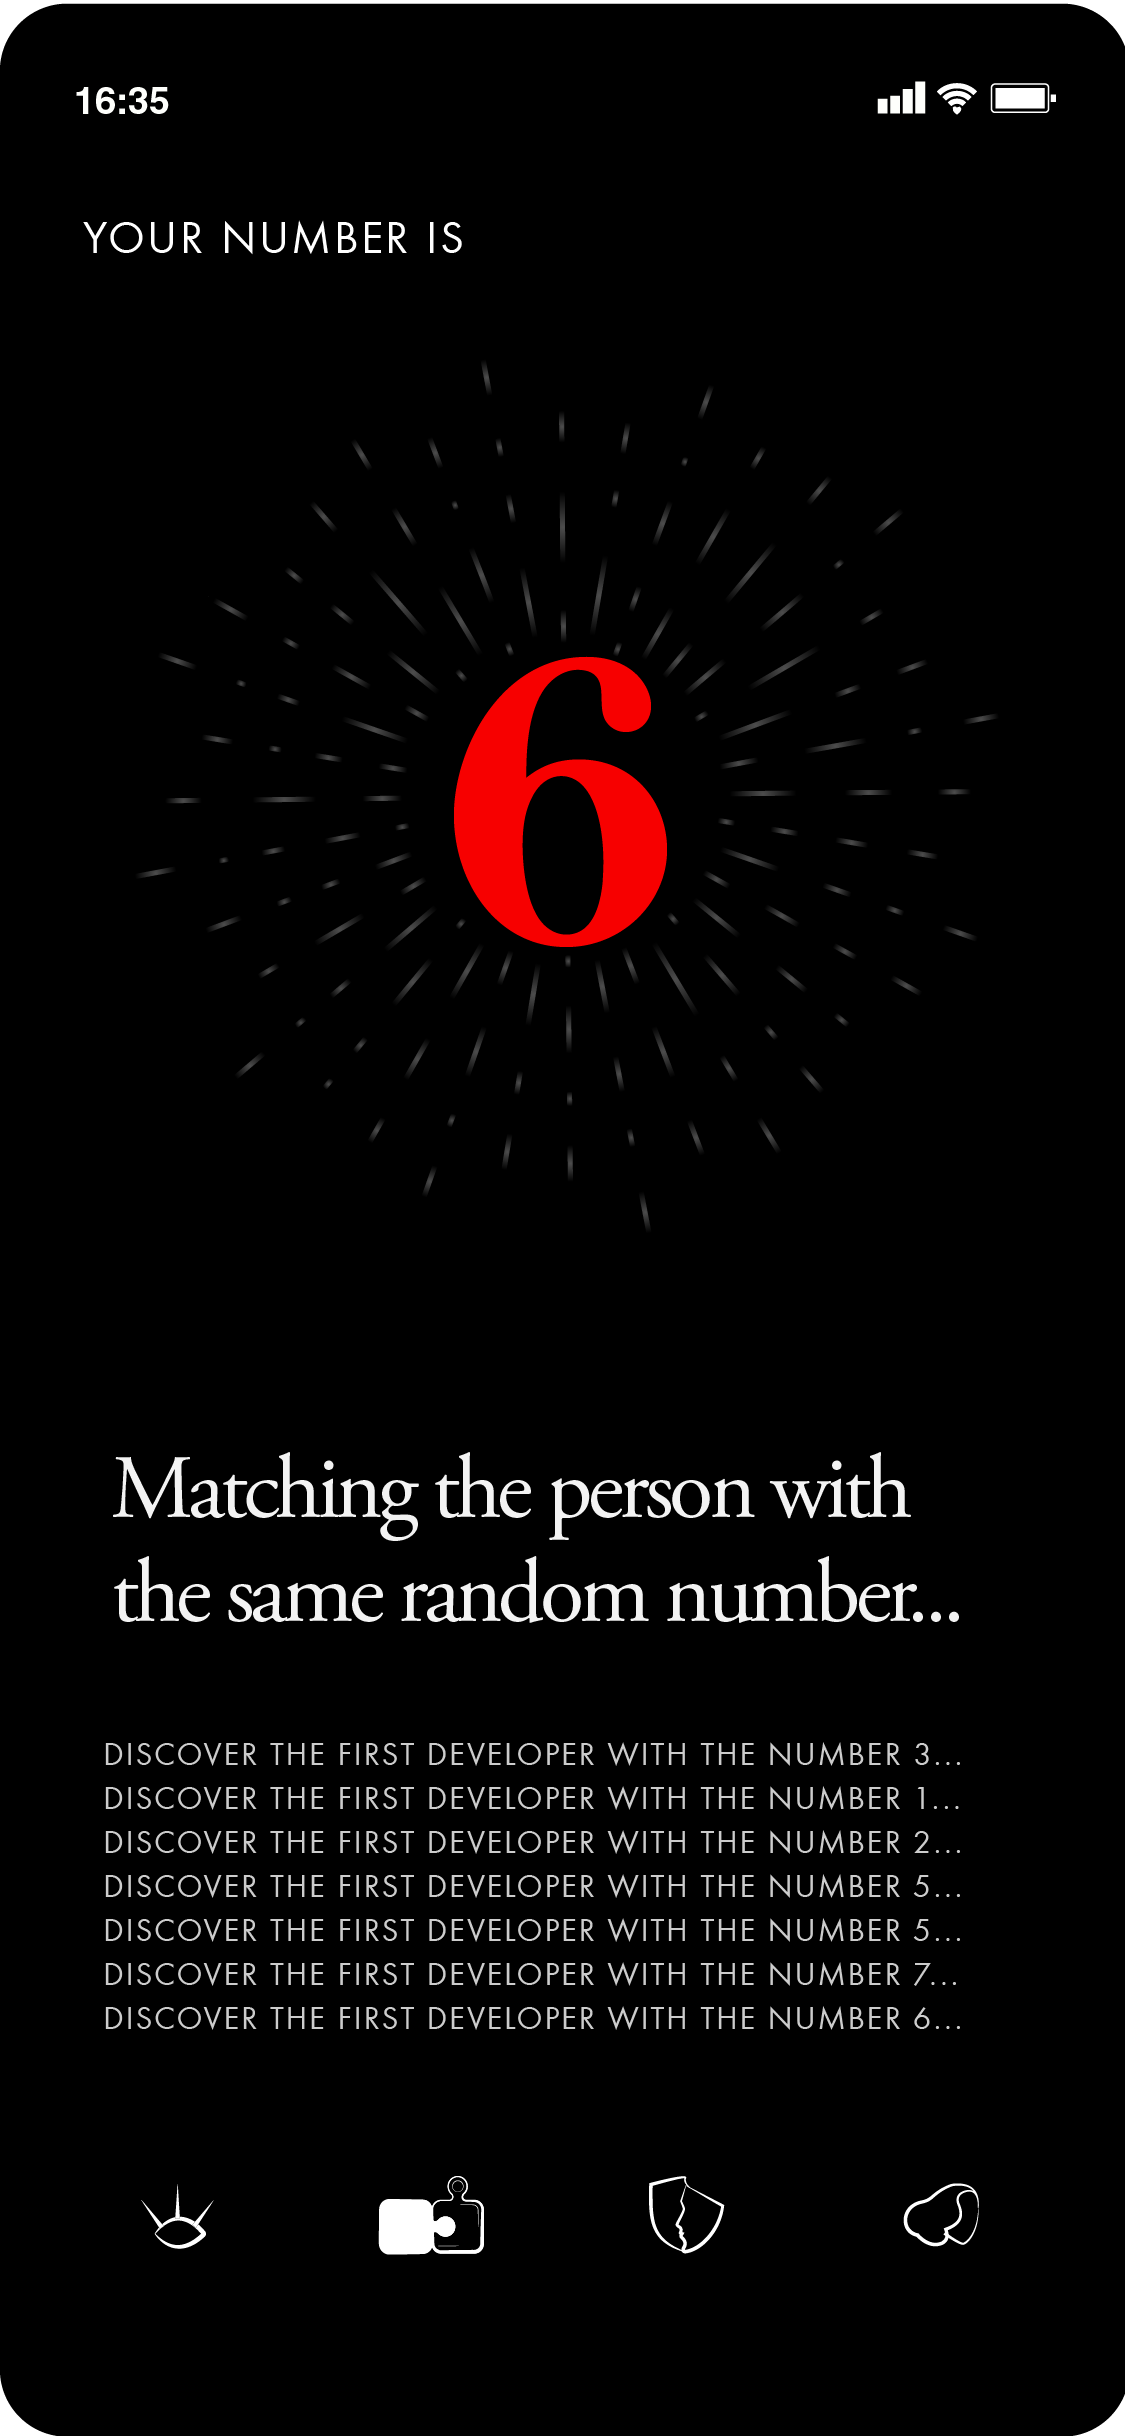 16:35
YOUR NUMBER IS
6
Matching the person with
the same random number...
DISCOVER THE FIRST DEVELOPER WITH THE NUMBER 3...
DISCOVER THE FIRST DEVELOPER WITH THE NUMBER 1...
DISCOVER THE FIRST DEVELOPER WITH THE NUMBER 2...
DISCOVER THE FIRST DEVELOPER WITH THE NUMBER 5...
DISCOVER THE FIRST DEVELOPER WITH THE NUMBER 5...
DISCOVER THE FIRST DEVELOPER WITH THE NUMBER 7...
DISCOVER THE FIRST DEVELOPER WITH THE NUMBER 6...